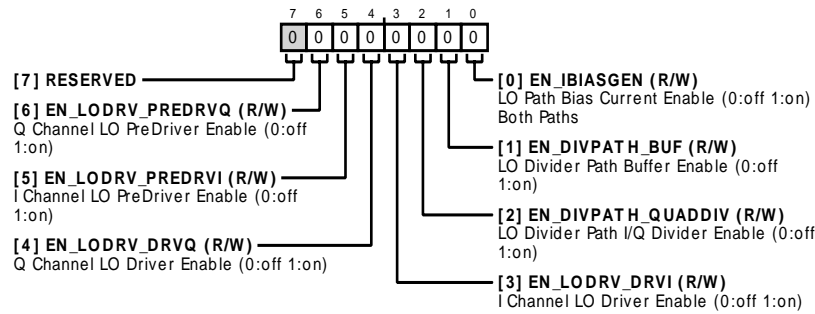 7 6 5 4 3 2 1 0
0 0 0 0 0 0 0 0
[7] RESERVED
[6] EN_LODRV_PREDRVQ (R/W)
Q Channel LO PreDriver Enable (0:off
1:on)
[5] EN_LODRV_PREDRVI (R/W)
I Channel LO PreDriver Enable (0:off
1:on)
[4] EN_LODRV_DRVQ (R/W)
Q Channel LO Driver Enable (0:off 1:on)
[0] EN_IBIASGEN (R/W)
LO Path Bias Current Enable (0:off 1:on)
Both Paths
[1] EN_DIVPATH_BUF (R/W)
LO Divider Path Buffer Enable (0:off
1:on)
[2] EN_DIVPATH_QUADDIV (R/W)
LO Divider Path I/Q Divider Enable (0:off
1:on)
[3] EN_LODRV_DRVI (R/W)
I Channel LO Driver Enable (0:off 1:on)